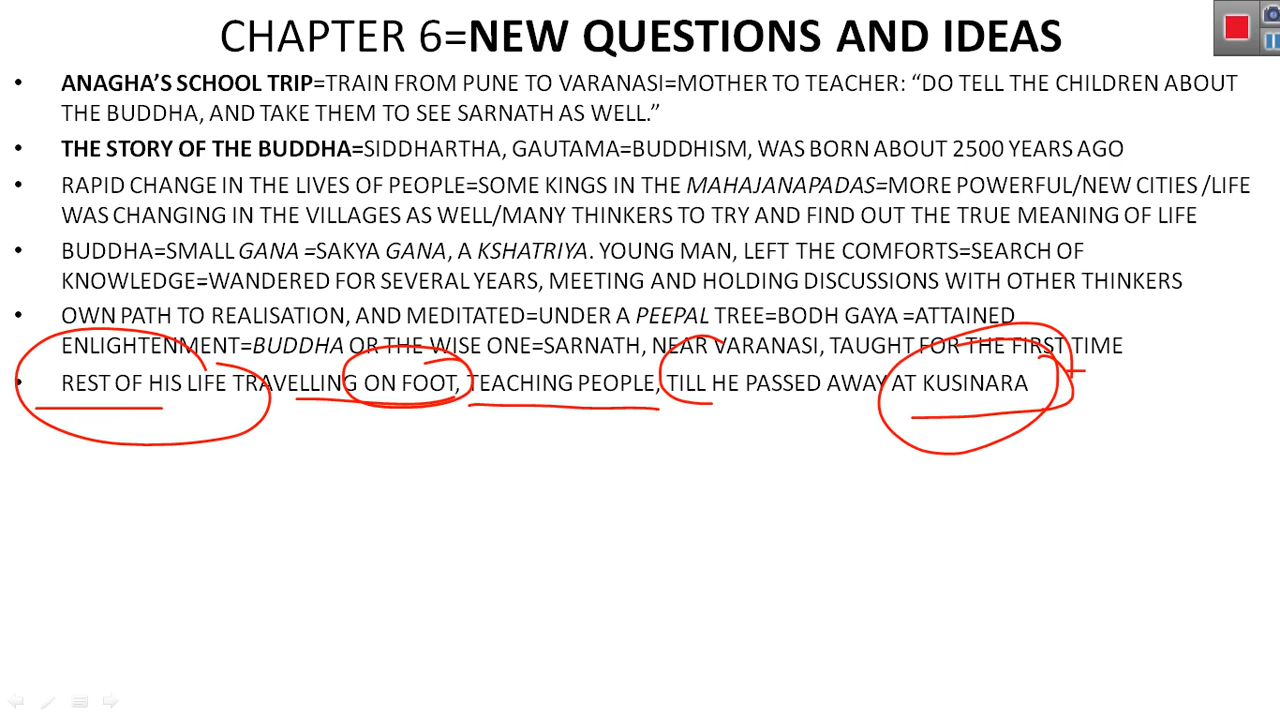 CHAPTER 6=NEW QUESTIONS AND IDEAS
• ANAGHA'S SCHOOL TRIP=TRAIN FROM PUNE TO VARANASI=MOTHER TO TEACHER: “DO TELL THE CHILDREN ABOUT
THE BUDDHA, AND TAKE THEM TO SEE SARNATH AS WELL.”
• THE STORY OF THE BUDDHA=SIDDHARTHA, GAUTAMA=BUDDHISM, WAS BORN ABOUT 2500 YEARS AGO
• RAPID CHANGE IN THE LIVES OF PEOPLE=SOME KINGS IN THE MAHAJANAPADAS=MORE POWERFUL/NEW CITIES /LIFE
WAS CHANGING IN THE VILLAGES AS WELL/MANY THINKERS TO TRY AND FIND OUT THE TRUE MEANING OF LIFE
• BUDDHA=SMALL GANA =SAKYA GANA, A KSHATRIYA. YOUNG MAN, LEFT THE COMFORTS=SEARCH OF
KNOWLEDGE=WANDERED FOR SEVERAL YEARS, MEETING AND HOLDING DISCUSSIONS WITH OTHER THINKERS
• OWN PATH TO REALISATION, AND MEDITATED=UNDER A PEEPAL TREE=BODH GAYA =ATTAINED
ENLIGHTENMENT=BUDDHA OR THE WISE ONE=SARNATH, NEAR VARANASI, TAUGHT FOR THE FIRST TIME
• REST OF HIS LIFE TRAVELLING ON FOOT, TEACHING PEOPLE, TILL HE PASSED AWAY AT KUSINARA